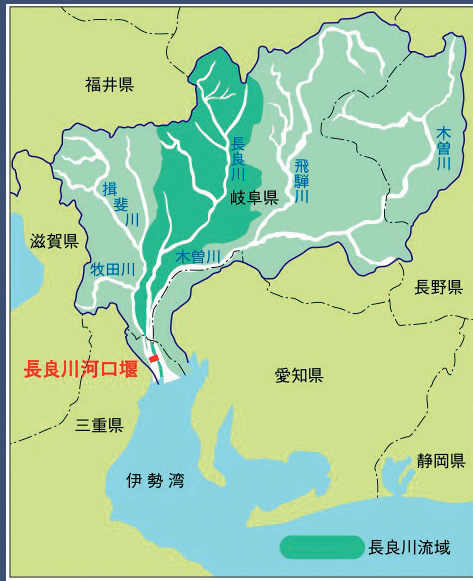 福井県
長良川
岐阜県
飛騨川
木曽川
揖斐川
滋賀県
牧田川
木曽川
長野県
長良川河口堰
愛知県
三重県
静岡県
伊勢湾
長良川流域